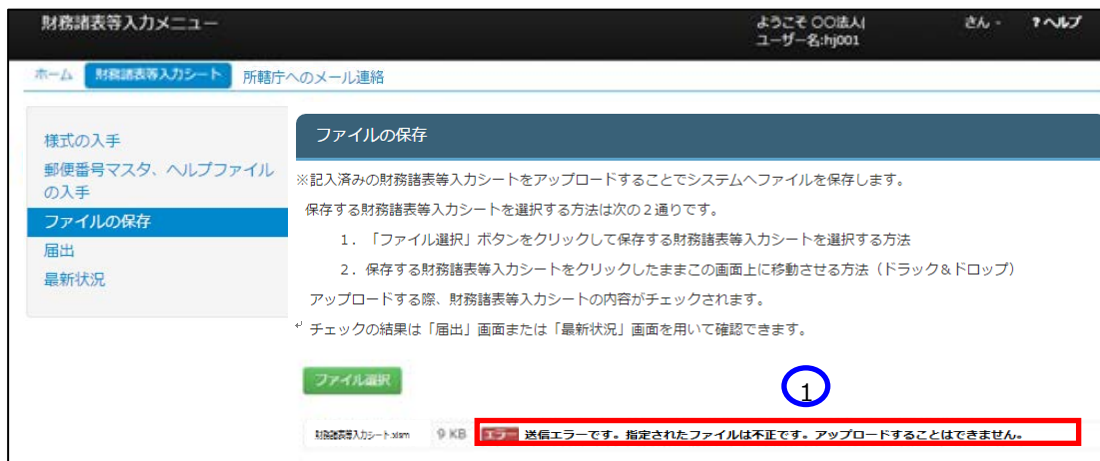 財務諸表等入力メニュー
ようこそ 〇〇法人( さん - ?ヘルプ
ユーザー名:hj001
ホーム 財務諸表等入力シート 所轄庁へのメール連絡
様式の入手
郵便番号マスタ、ヘルプファイル
の入手
ファイルの保存
届出
最新状況
ファイルの保存
※記入済みの財務諸表等入力シートをアップロードすることでシステムへファイルを保存します。
保存する財務諸表等入力シートを選択する方法は次の2通りです。
1. 「ファイル選択」ボタンをクリックして保存する財務諸表等入力シートを選択する方法
2. 保存する財務諸表等入力シートをクリックしたままこの画面上に移動させる方法(ドラック&ドロップ)
アップロードする際、財務諸表等入力シートの内容がチェックされます。
チェックの結果は「届出」画面または「最新状況」画面を用いて確認できます。
ファイル選択
1
財務諸表等入力シート.xlsm 9 KB エラー 送信エラーです。指定されたファイルは不正です。アップロードすることはできません。